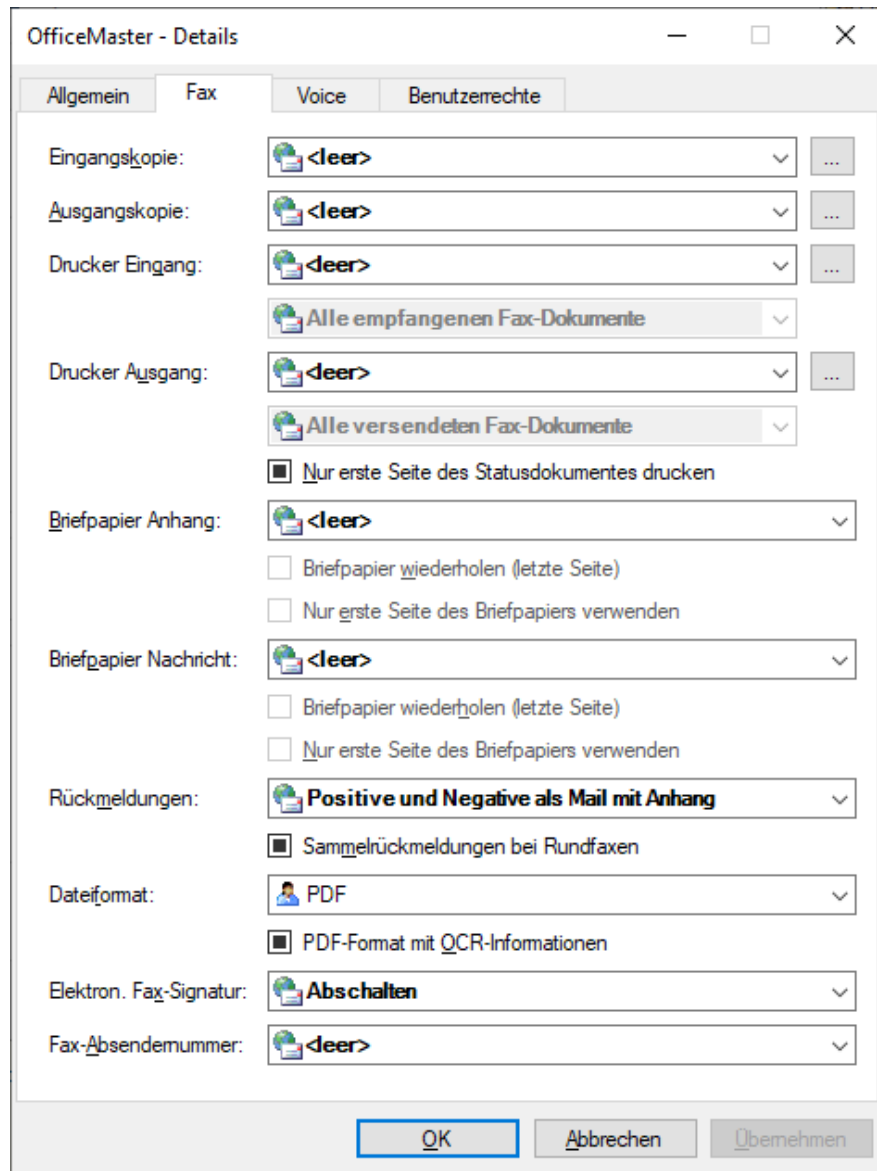 OfficeMaster - Details
Allgemein Fax Voice Benutzerrechte
Eingangskopie: <leer> ...
Ausgangskopie: <leer> ...
Drucker Eingang: <leer> ...
Alle empfangenen Fax-Dokumente
Drucker Ausgang: <leer> ...
Alle versendeten Fax-Dokumente
Nur erste Seite des Statusdokumentes drucken
Briefpapier Anhang: <leer>
Briefpapier wiederholen (letzte Seite)
Nur erste Seite des Briefpapiers verwenden
Briefpapier Nachricht: <leer>
Briefpapier wiederholen (letzte Seite)
Nur erste Seite des Briefpapiers verwenden
Rückmeldungen: Positive und Negative als Mail mit Anhang
Sammelrückmeldungen bei Rundfaxen
Dateiformat: PDF
PDF-Format mit OCR-Informationen
Elektron. Fax-Signatur: Abschalten
Fax-Absendernummer: <leer>
OK Abbrechen Übernehmen